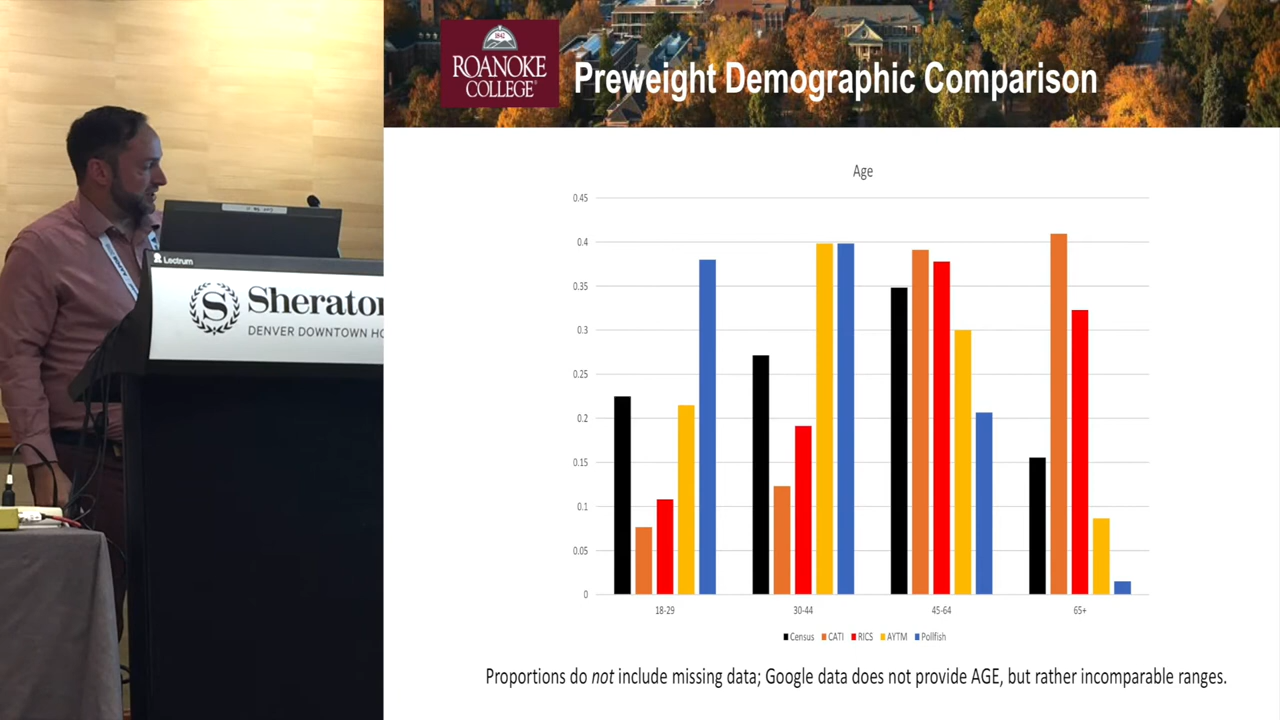 1842
ROANOKE
COLLEGE
Preweight Demographic Comparison
Age
0.45
0.4
0.35
0.3
0.25
0.2
0.15
0.1
0.05
0
18-29
30-44
45-64
65+
Census CATI RICS AYTM Pollfish
Proportions do not include missing data; Google data does not provide AGE, but rather incomparable ranges.
Lectrum
S
Sheraton
DENVER DOWNTOWN HO